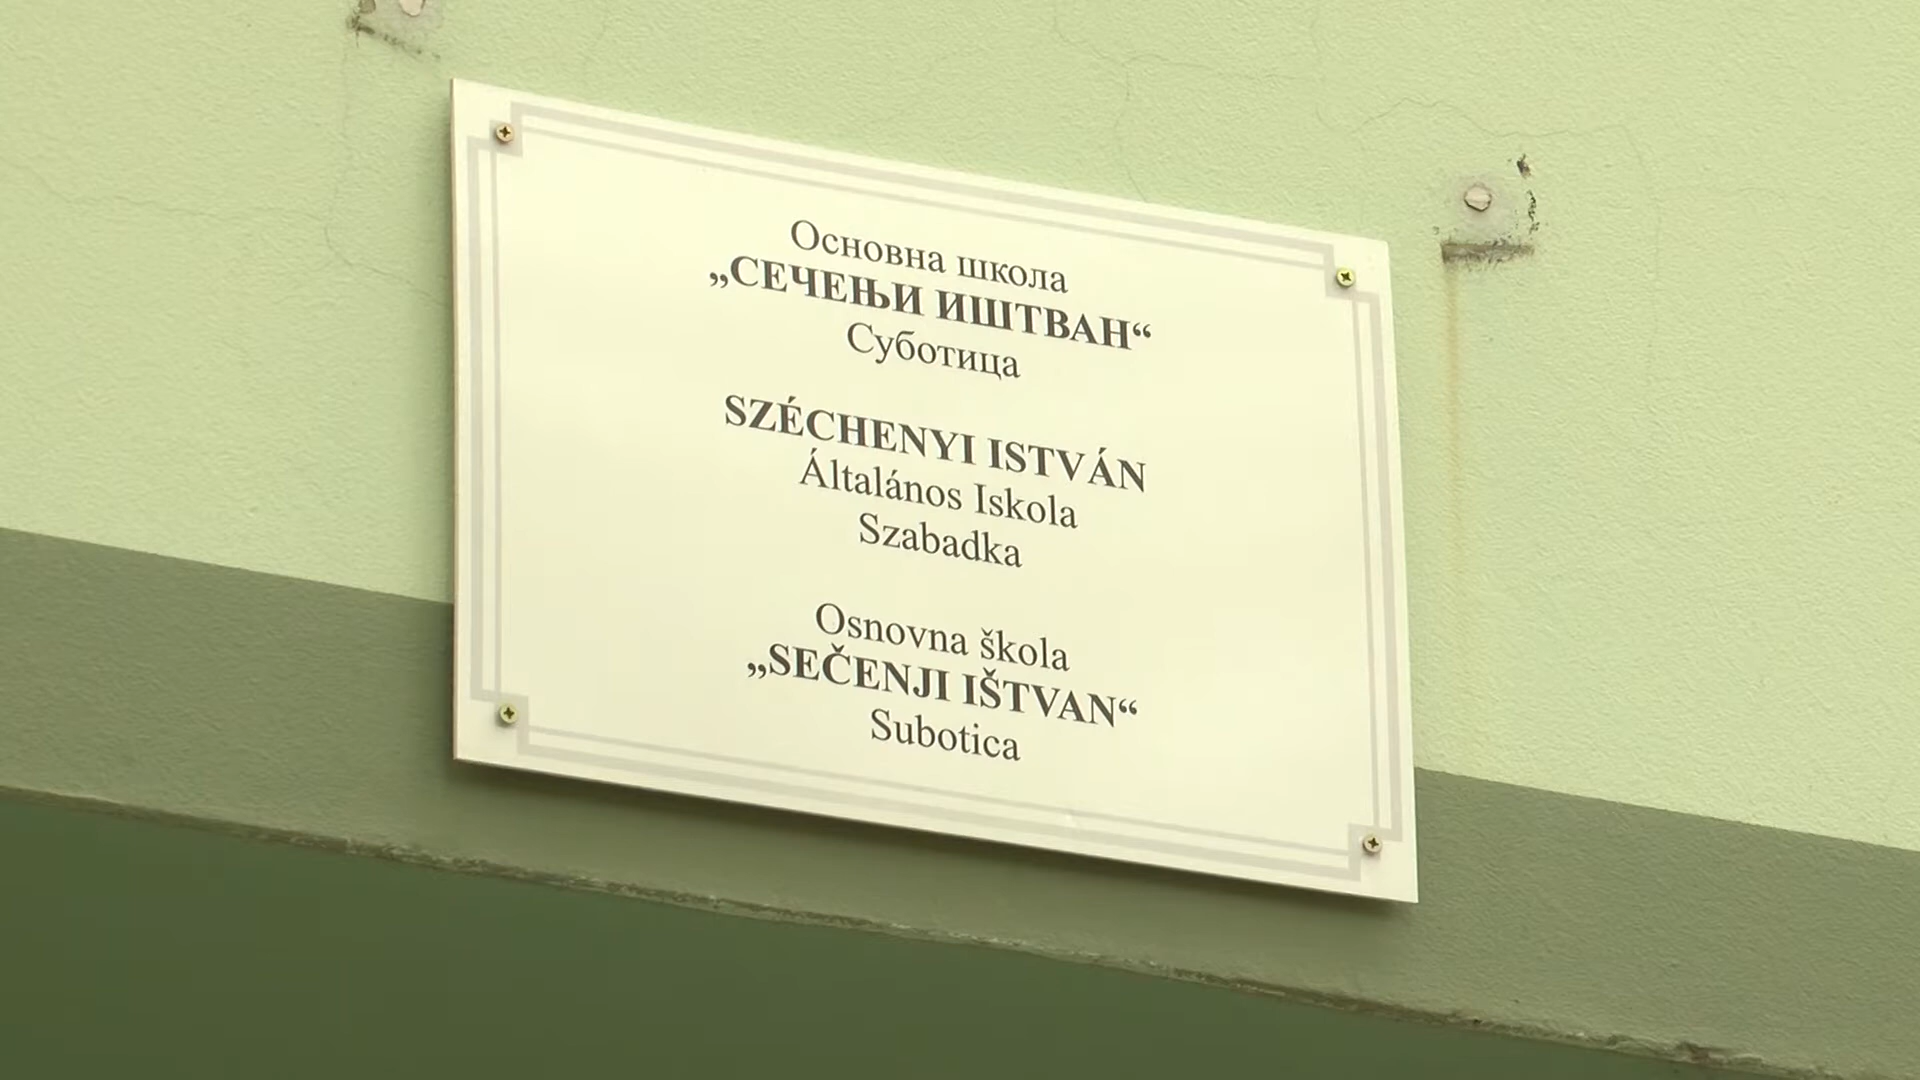 Основна школа
„СЕЧЕЊИ ИШТВАН“
Суботица
SZÉCHENYI ISTVÁN
Általános Iskola
Szabadka
Osnovna škola
„SEČENJI IŠTVAN“
Subotica